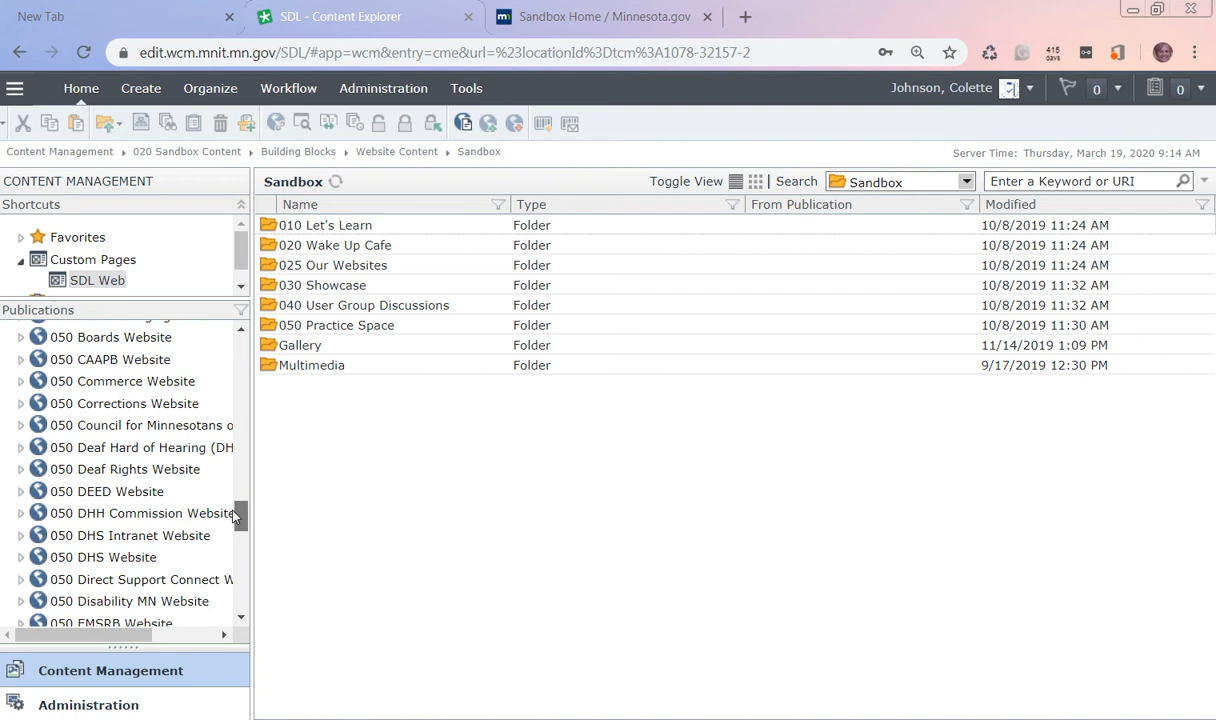 New Tab
SDL - Content Explorer
Sandbox Home / Minnesota.gov
edit.wcm.mnit.mn.gov/SDL/#app=wcm&entry=cme&url=%23locationId%3Dtcm%3A1078-32157-2
415
days
Home Create Organize Workflow Administration Tools
Johnson, Colette
0
0
Content Management 020 Sandbox Content Building Blocks Website Content Sandbox
Server Time: Thursday, March 19, 2020 9:14 AM
CONTENT MANAGEMENT
Shortcuts
Favorites
Custom Pages
SDL Web
Publications
050 Boards Website
050 CAAPB Website
050 Commerce Website
050 Corrections Website
050 Council for Minnesotans o
050 Deaf Hard of Hearing (DH
050 Deaf Rights Website
050 DEED Website
050 DHH Commission Website
050 DHS Intranet Website
050 DHS Website
050 Direct Support Connect W
050 Disability MN Website
050 EMSRB Website
Content Management
Administration
Sandbox
Toggle View
Search
Sandbox
Enter a Keyword or URI
Name Type From Publication Modified
010 Let's Learn Folder 10/8/2019 11:24 AM
020 Wake Up Cafe Folder 10/8/2019 11:24 AM
025 Our Websites Folder 10/8/2019 11:24 AM
030 Showcase Folder 10/8/2019 11:32 AM
040 User Group Discussions Folder 10/8/2019 11:32 AM
050 Practice Space Folder 10/8/2019 11:30 AM
Gallery Folder 11/14/2019 1:09 PM
Multimedia Folder 9/17/2019 12:30 PM